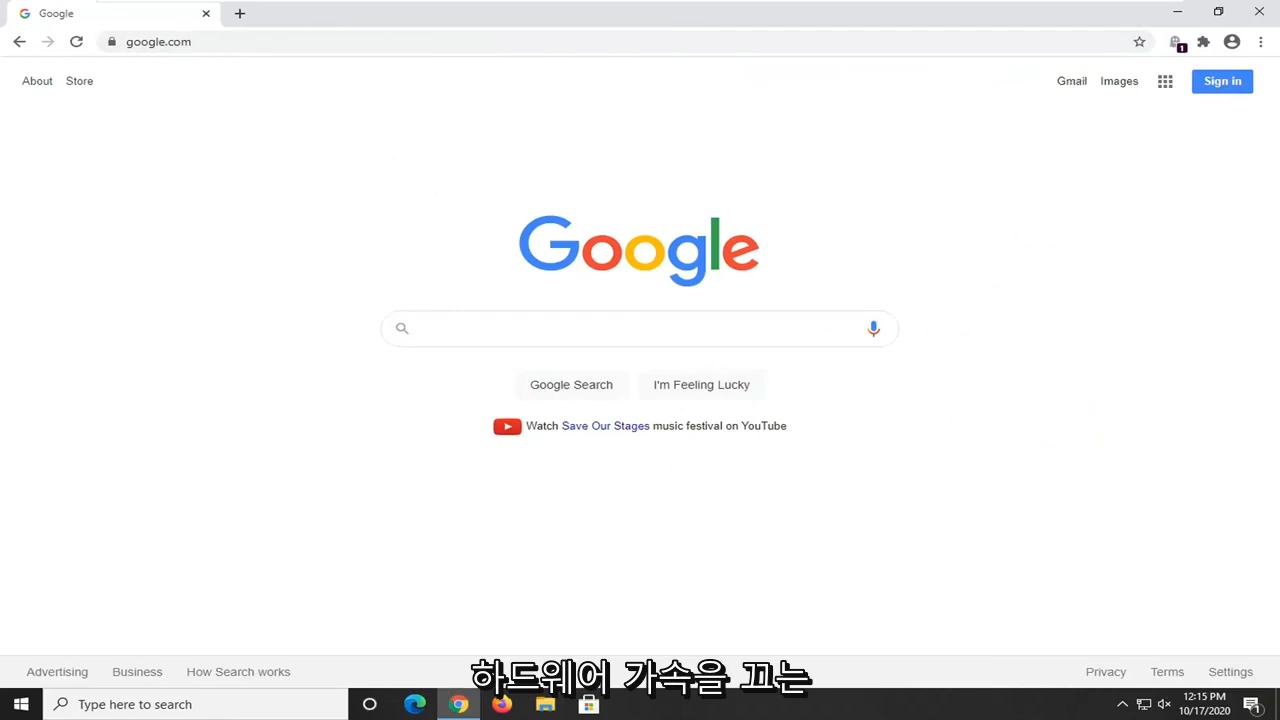 Google
google.com
About Store Gmail Images Sign in
Google
Google Search I'm Feeling Lucky
Watch Save Our Stages music festival on YouTube
Advertising Business How Search works Privacy Terms Settings
하드웨어 가속을 끄는
Type here to search 12:15 PM
10/17/2020
1
1